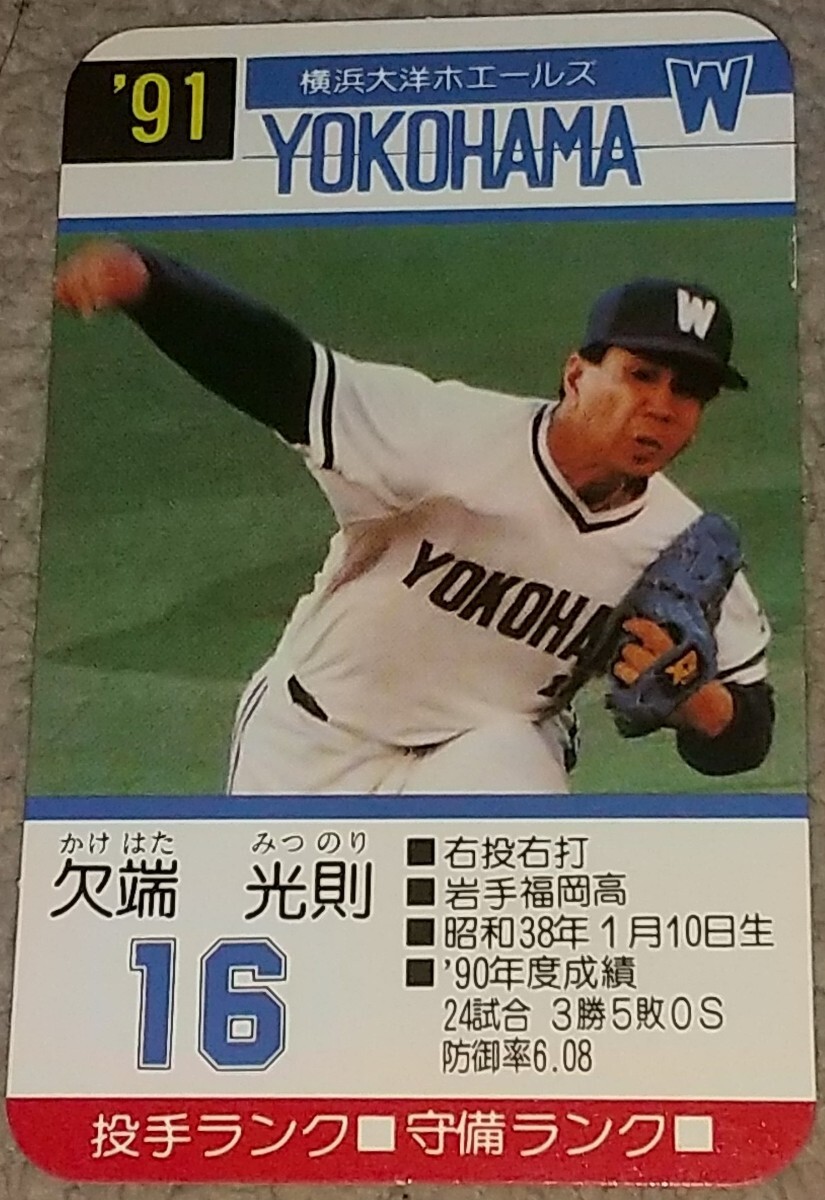 '91
横浜大洋ホエールズ
W
YOKOHAMA
W
YOKOHA
かけ はた みつ のり
欠端 光則
16
■右投右打
■岩手福岡高
■昭和38年1月10日生
■'90年度成績
24試合 3勝5敗0S
防御率6.08
投手ランク■守備ランク■